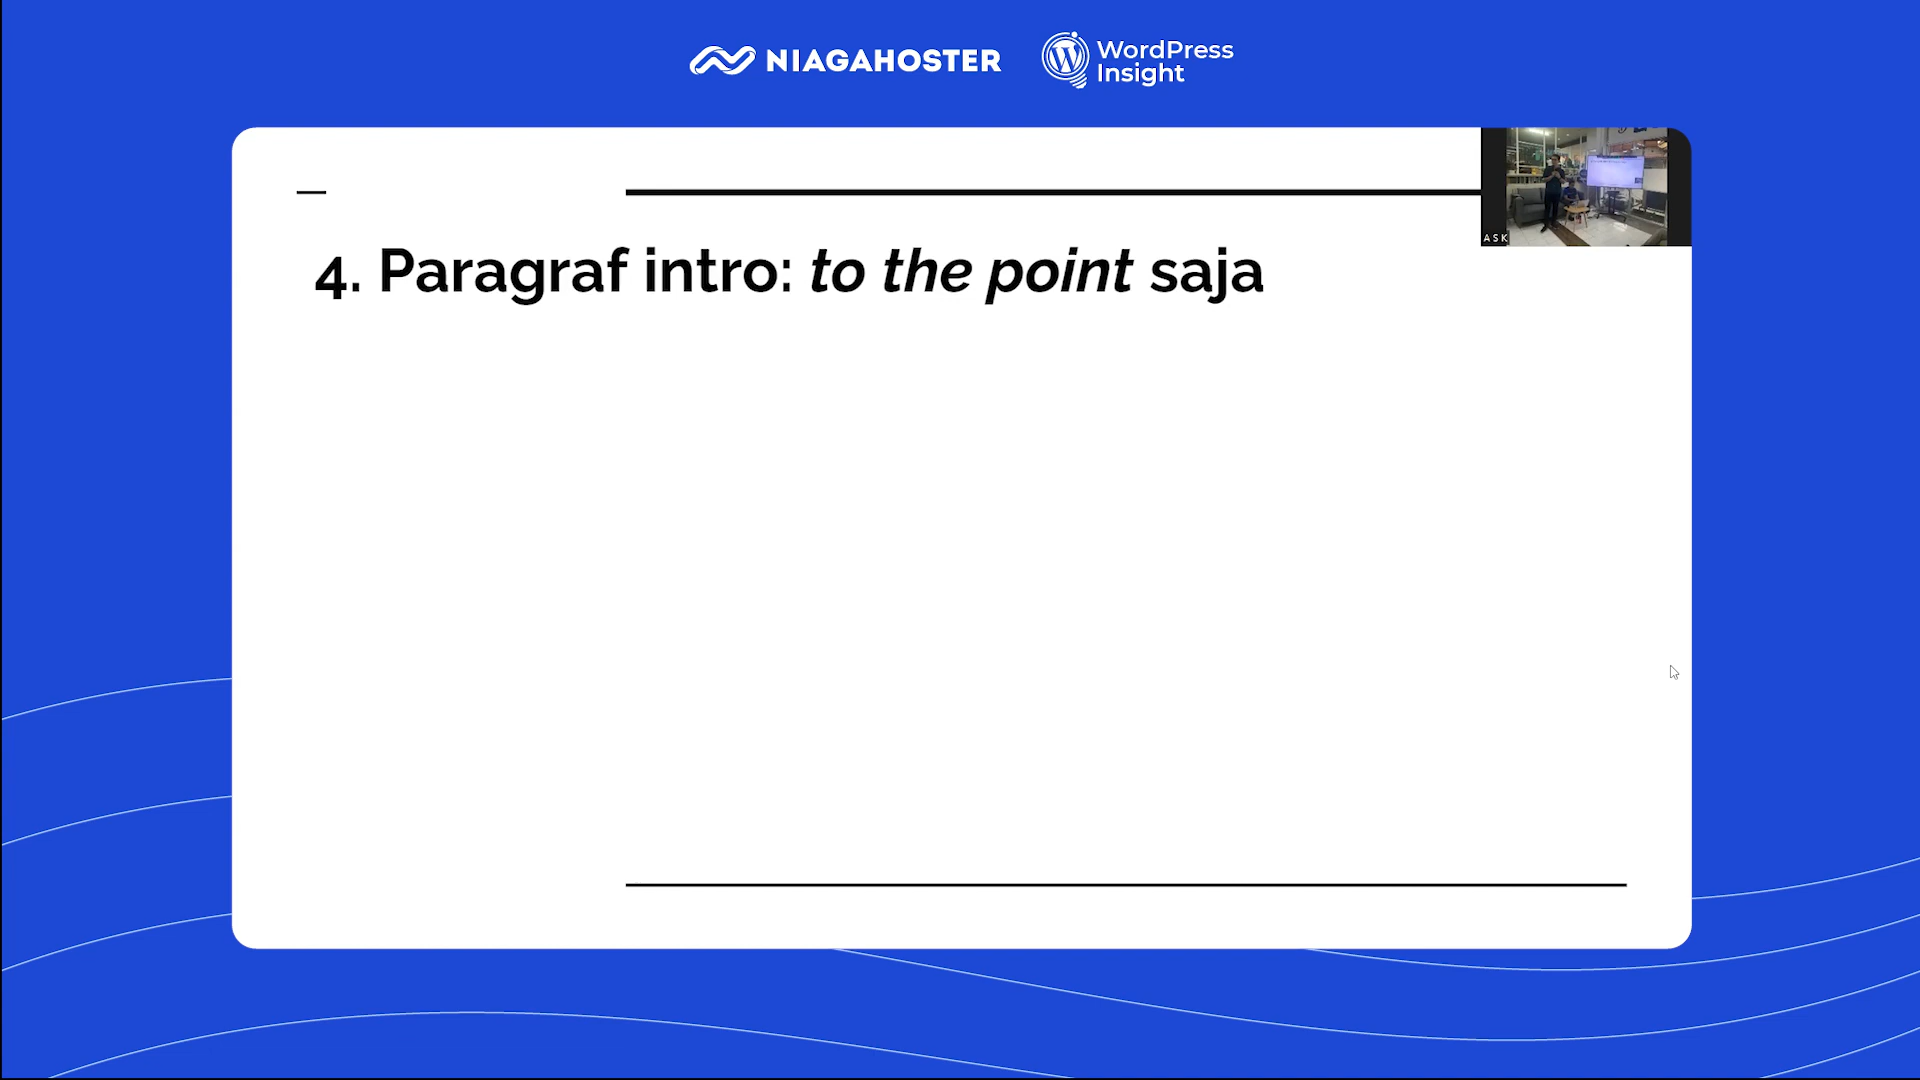 NIAGAHOSTER
WordPress
Insight
ASK
4. Paragraf intro: to the point saja